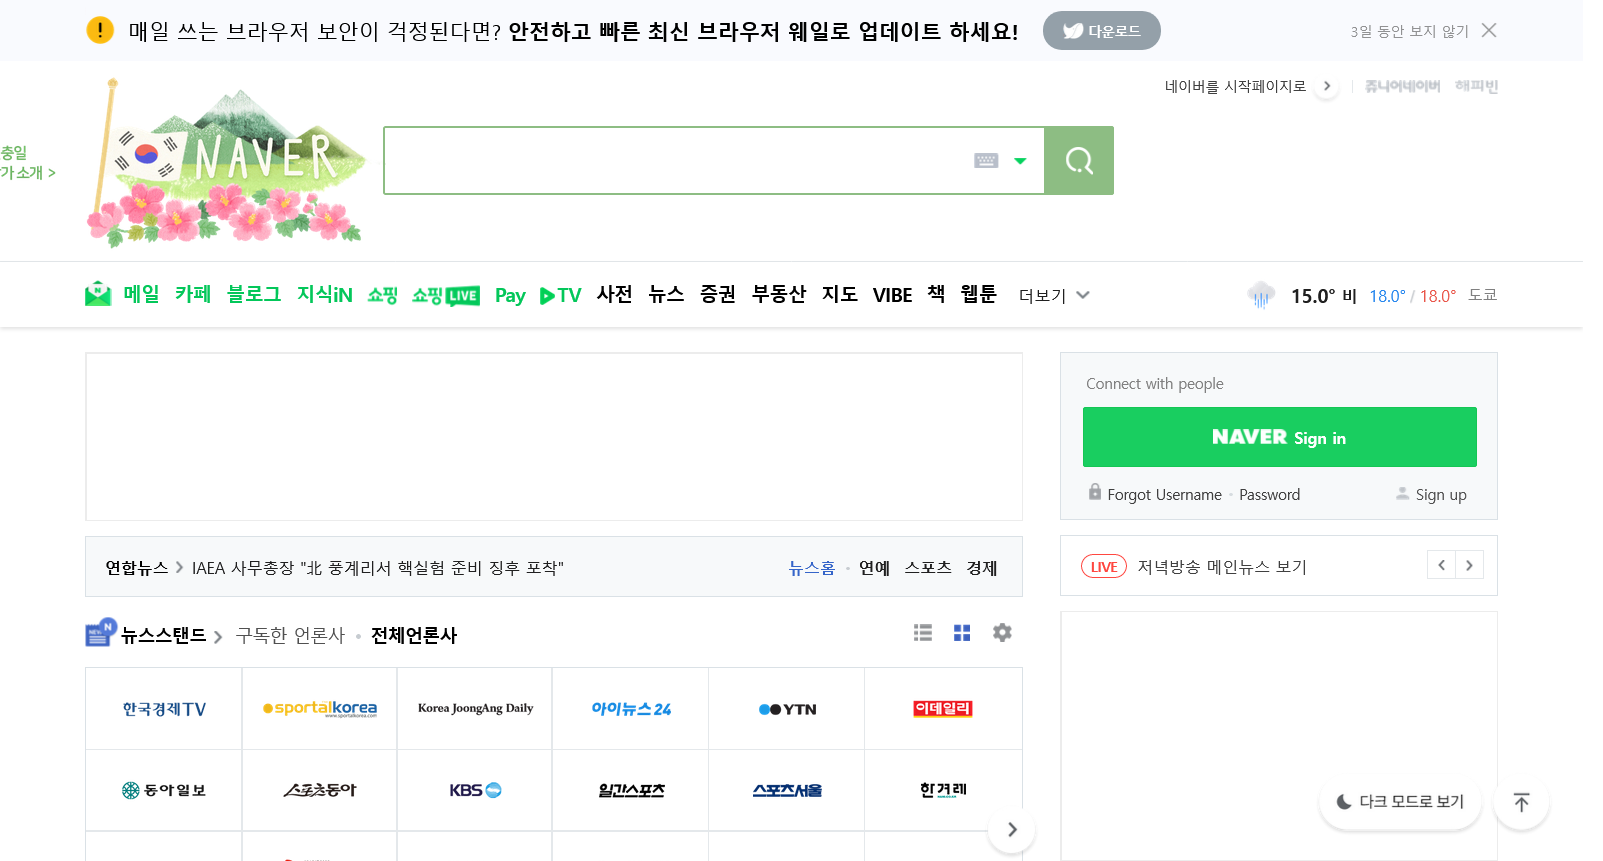 매일 쓰는 브라우저 보안이 걱정된다면? 안전하고 빠른 최신 브라우저 웨일로 업데이트 하세요! 다운로드 3일 동안 보지 않기
네이버를 시작페이지로 쥬니어네이버 해피빈
충일
가 소개 >
NAVER
메일 카페 블로그 지식iN 쇼핑 쇼핑LIVE Pay TV 사전 뉴스 증권 부동산 지도 VIBE 책 웹툰 더보기 15.0° 비 18.0° / 18.0° 도쿄
Connect with people
NAVER Sign in
Forgot Username Password Sign up
연합뉴스 IAEA 사무총장 "北 풍계리서 핵실험 준비 징후 포착" 뉴스홈 연예 스포츠 경제
LIVE 저녁방송 메인뉴스 보기
NEWS N 뉴스스탠드 구독한 언론사 전체언론사
한국경제TV sportalkorea Korea JoongAng Daily 아이뉴스24 YTN 이데일리
www.sportalkorea.com
동아일보 스포츠동아 KBS 일간스포츠 스포츠서울 한겨레
다크 모드로 보기